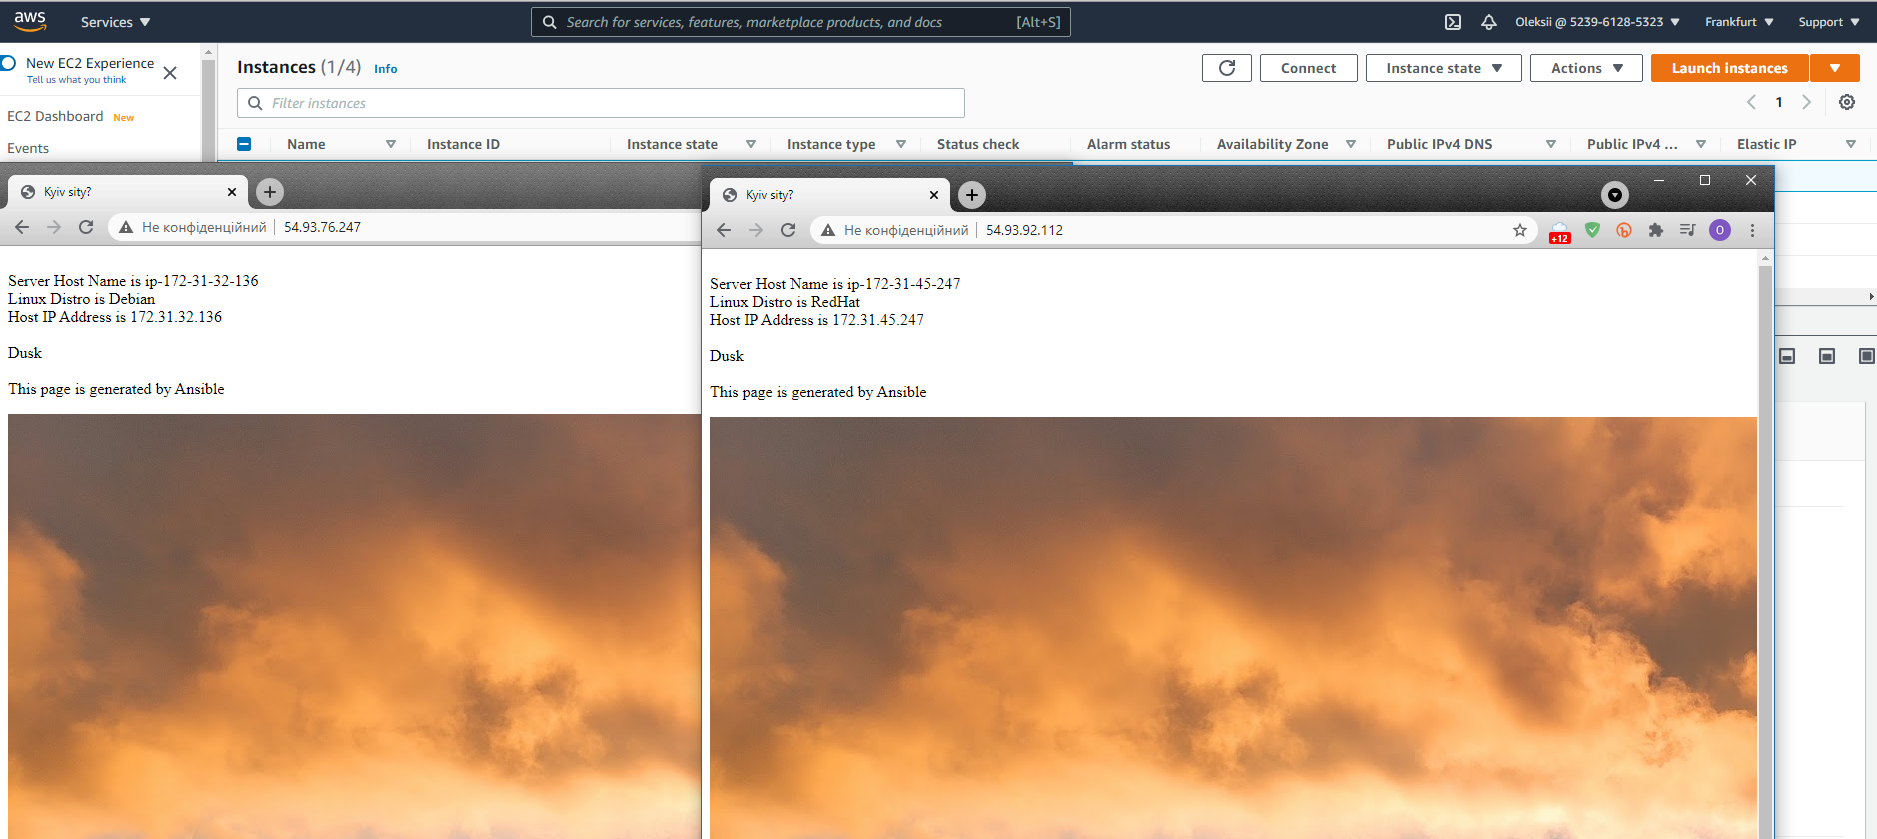 aws Services Search for services, features, marketplace products, and docs [Alt+S] Oleksii @ 5239-6128-5323 Frankfurt Support
New EC2 Experience
Tell us what you think
EC2 Dashboard New
Events
Instances (1/4) Info
Connect Instance state Actions Launch instances
Filter instances
1
Name Instance ID Instance state Instance type Status check Alarm status Availability Zone Public IPv4 DNS Public IPv4 ... Elastic IP
Kyiv sity?
Не конфіденційний 54.93.76.247
Server Host Name is ip-172-31-32-136
Linux Distro is Debian
Host IP Address is 172.31.32.136
Dusk
This page is generated by Ansible
Kyiv sity?
Не конфіденційний 54.93.92.112
+12
O
Server Host Name is ip-172-31-45-247
Linux Distro is RedHat
Host IP Address is 172.31.45.247
Dusk
This page is generated by Ansible